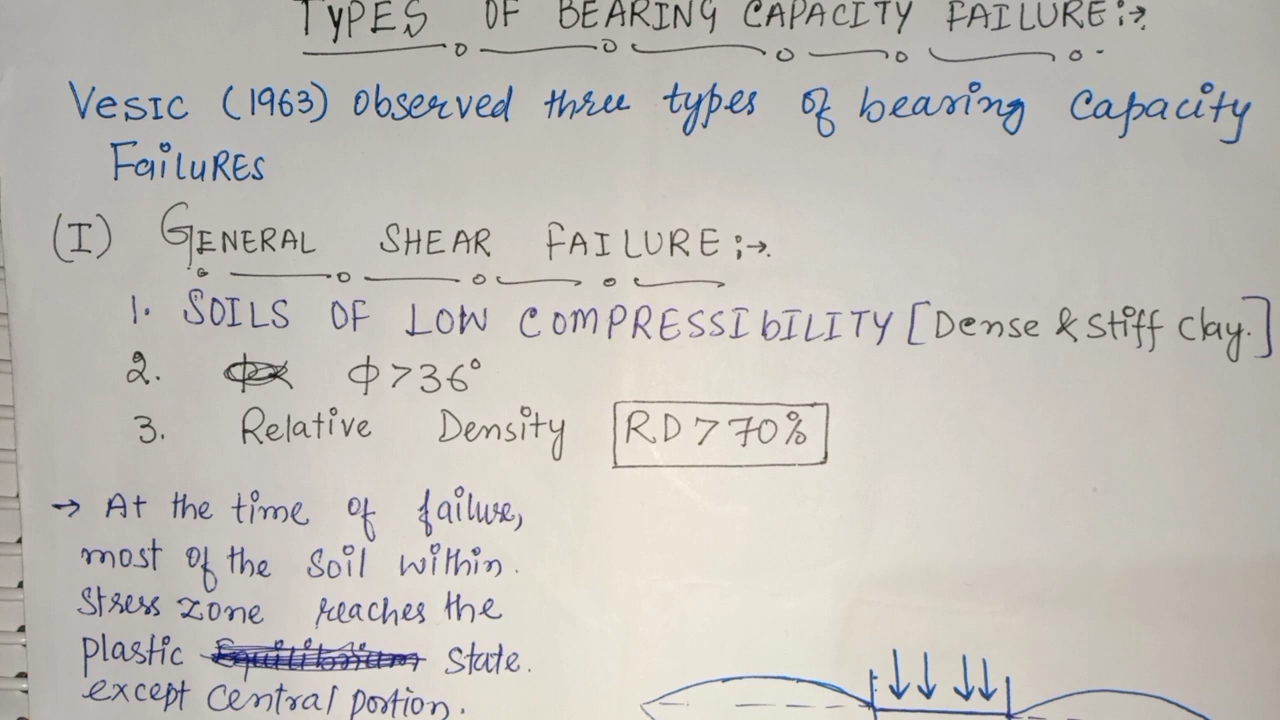 TYPES OF BEARING CAPACITY FAILURE:→
VESIC (1963) Observed three types of bearing Capacity
FaiLuREs
(I) GENERAL SHEAR FAILURE:→
1. SOILS OF LOW COMPRESSIbILITY [Dense & Stiff Clay.]
2. Φ>36°
3. Relative Density RD>70%
→ At the time of failure,
most of the Soil within.
Stress zone reaches the
plastic Equilibrium State.
except Central portion.